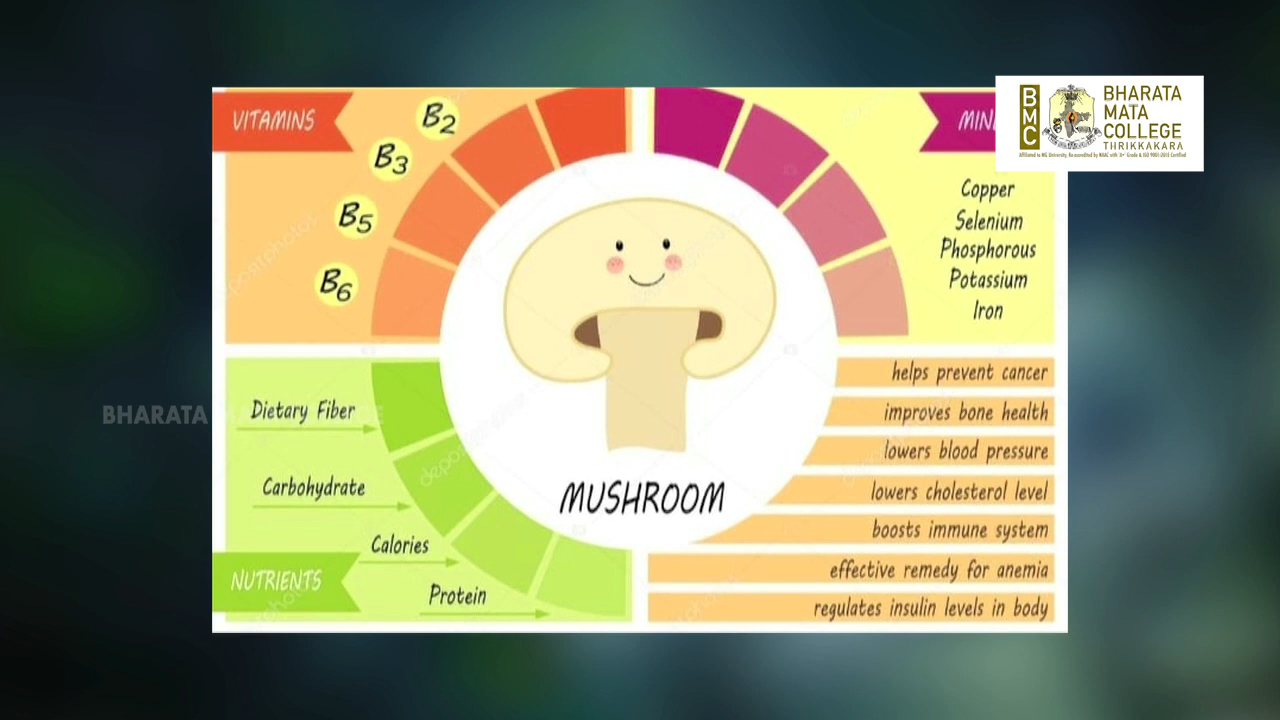 VITAMINS
B2
B3
B5
B6
Copper
Selenium
Phosphorous
Potassium
Iron
BMC
BHARATA
MATA
COLLEGE
THRIKKAKARA
Dietary Fiber
Carbohydrate
Calories
Protein
NUTRIENTS
MUSHROOM
helps prevent cancer
improves bone health
lowers blood pressure
lowers cholesterol level
boosts immune system
effective remedy for anemia
regulates insulin levels in body
BHARATA